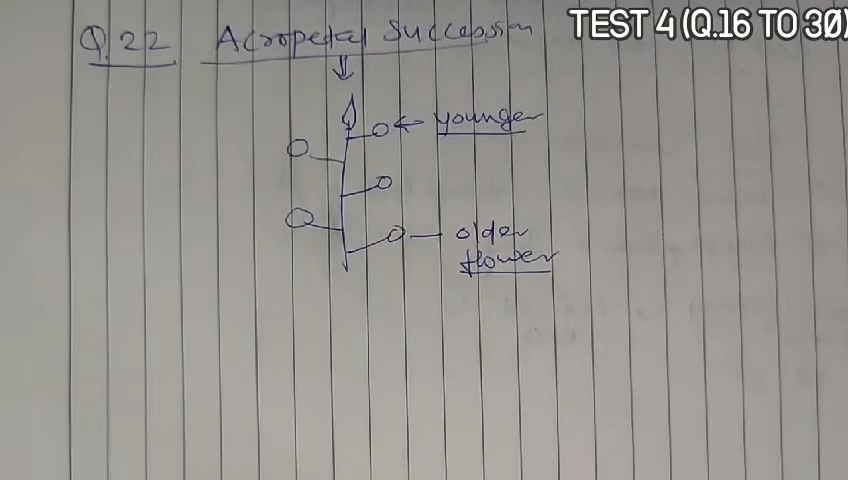 TEST 4 (Q.16 TO 30)
Q.22 Acropetal Succession
younger
older
flower